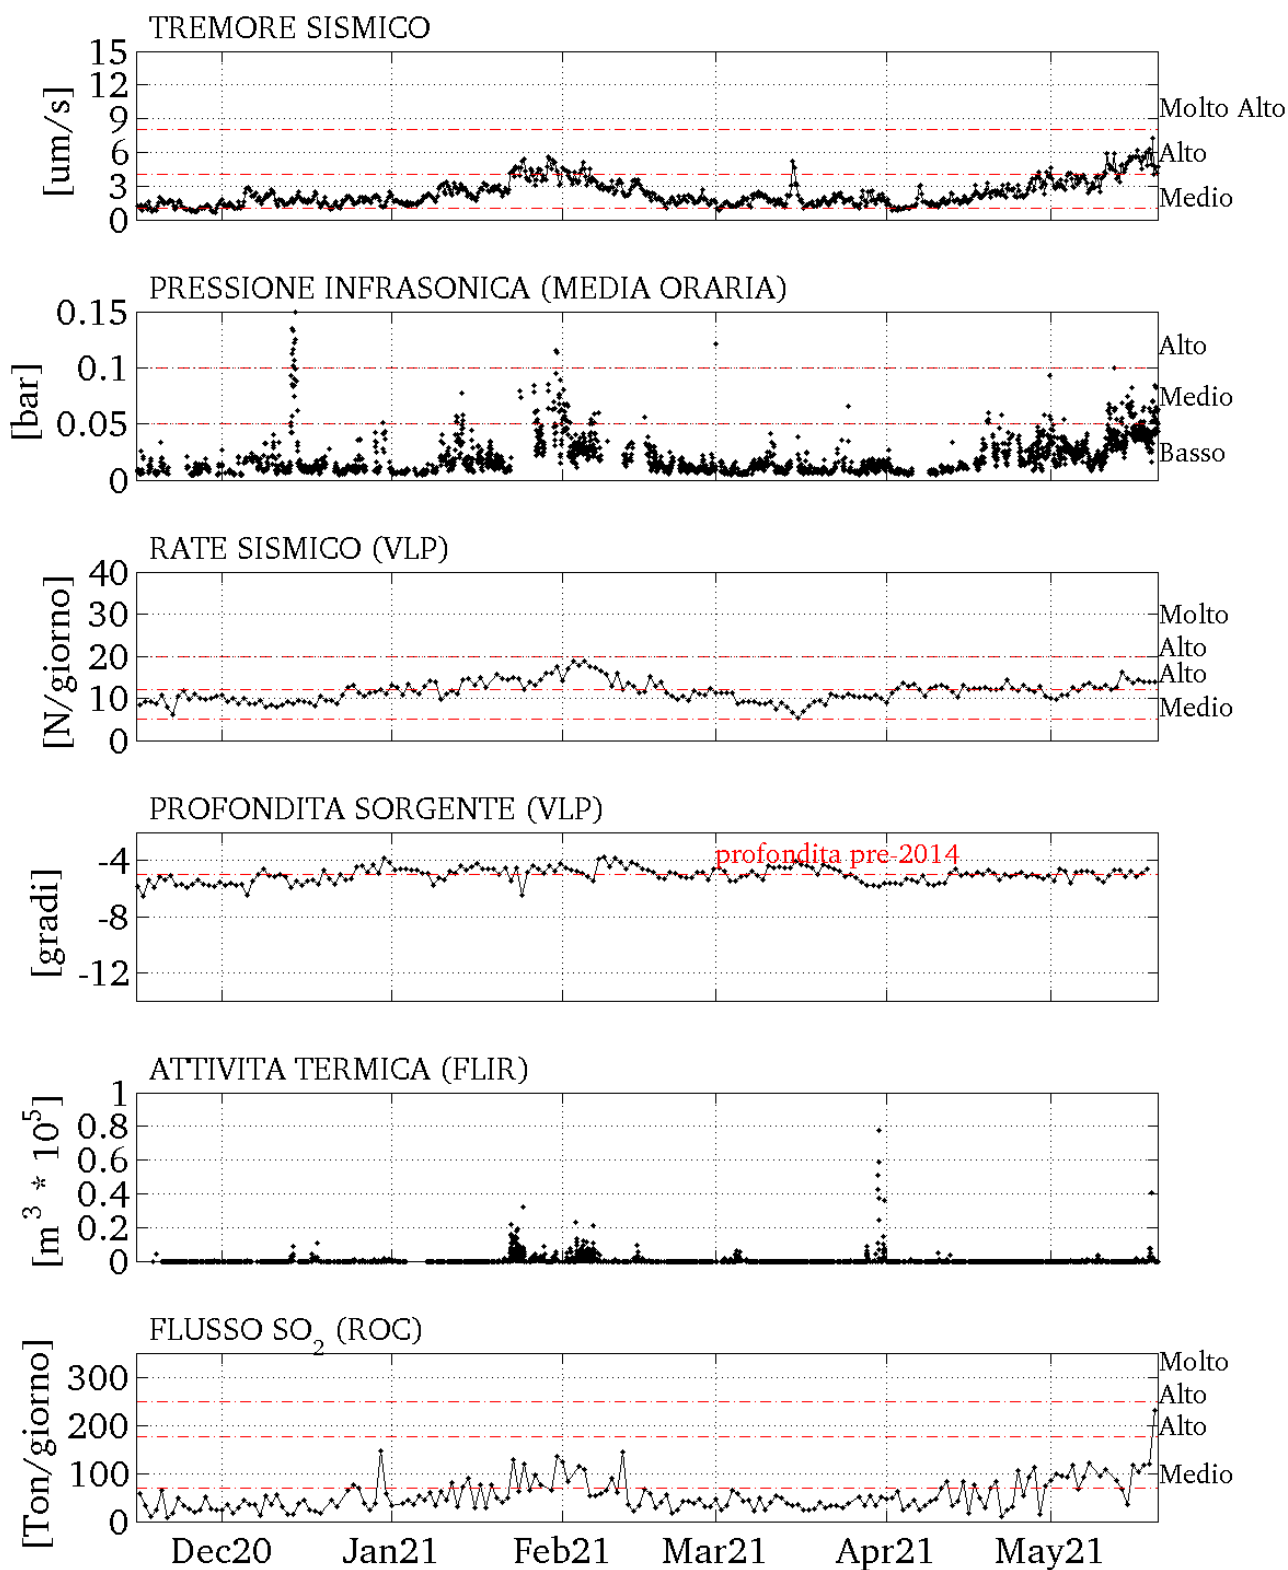 TREMORE SISMICO
[um/s]
15
12
9
6
3
0
Molto Alto
Alto
Medio
PRESSIONE INFRASONICA (MEDIA ORARIA)
[bar]
0.15
0.1
0.05
0
Alto
Medio
Basso
RATE SISMICO (VLP)
[N/giorno]
40
30
20
10
0
Molto
Alto
Alto
Medio
PROFONDITA SORGENTE (VLP)
[gradi]
-4
-8
-12
profondita pre-2014
ATTIVITA TERMICA (FLIR)
[m³ * 10⁵]
1
0.8
0.6
0.4
0.2
0
FLUSSO SO₂ (ROC)
[Ton/giorno]
300
200
100
0
Molto
Alto
Alto
Medio
Dec20 Jan21 Feb21 Mar21 Apr21 May21